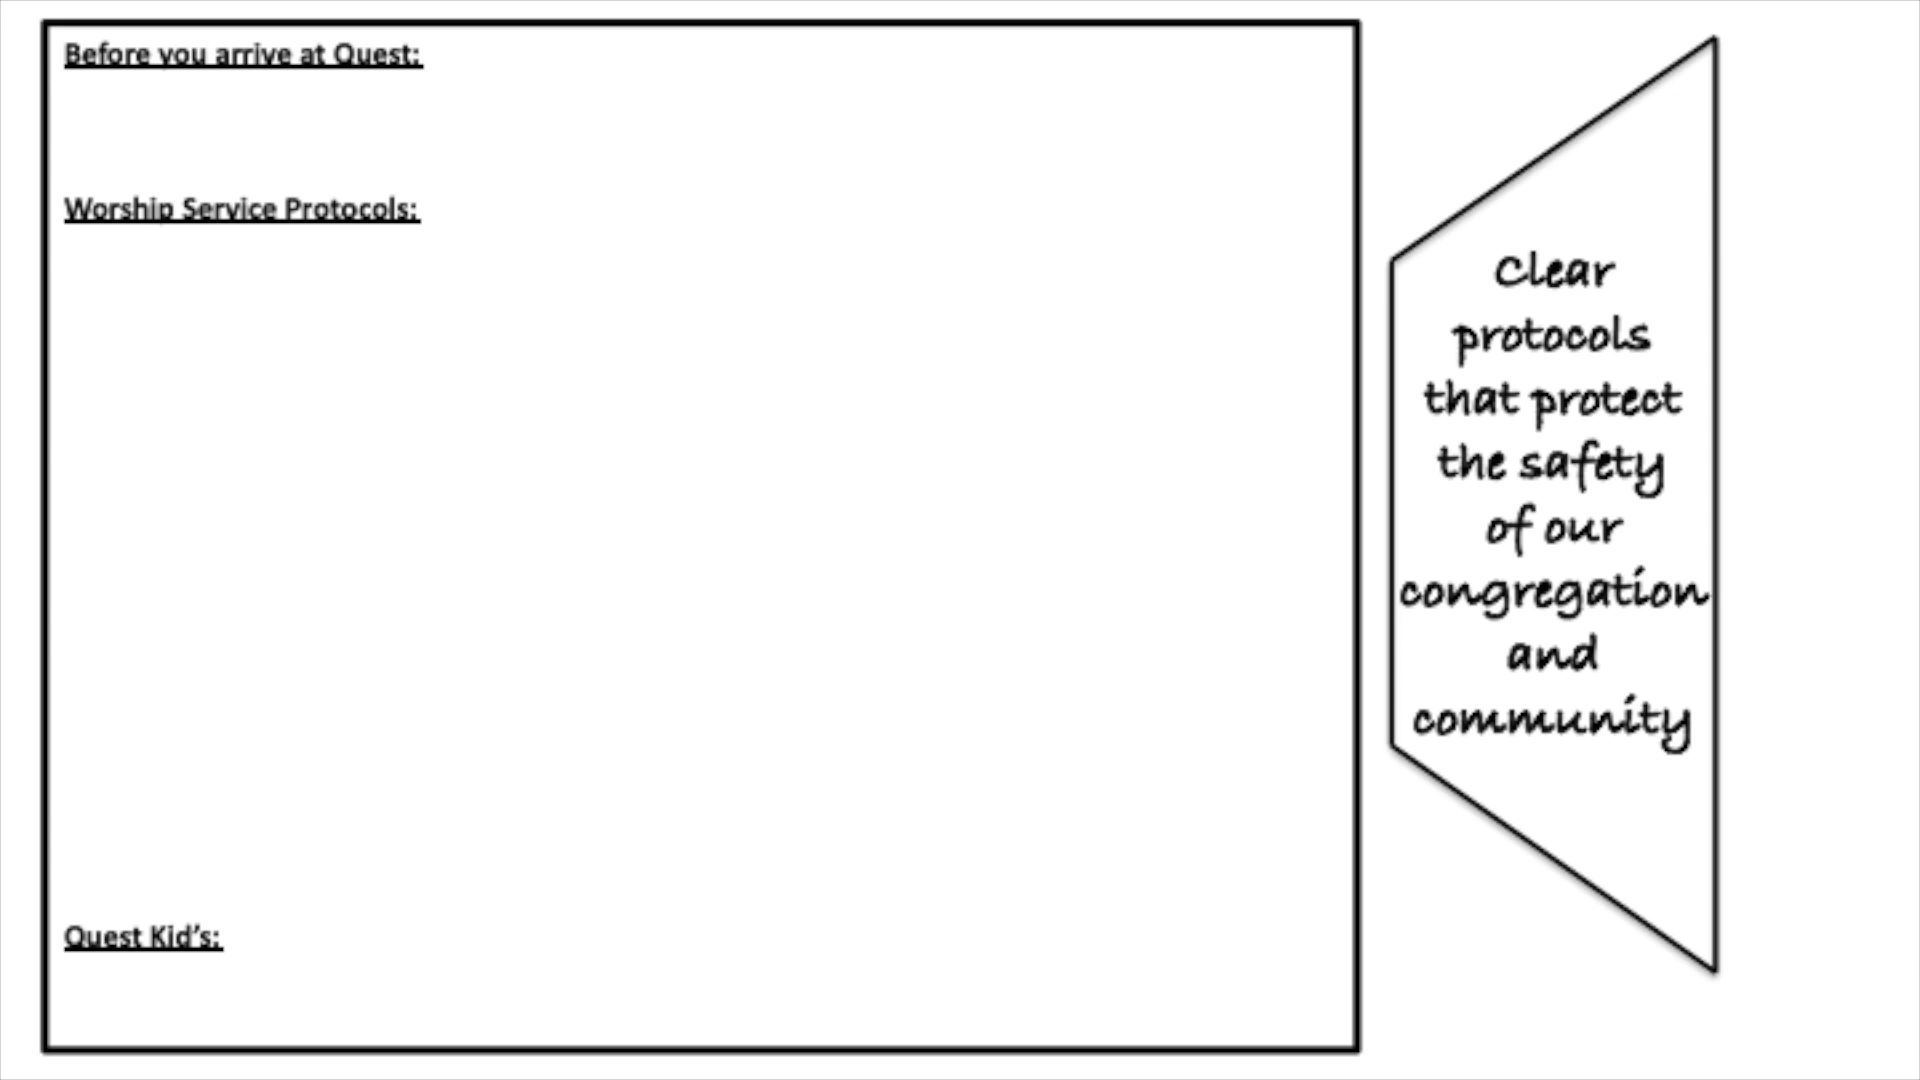 Before you arrive at Quest:
Worship Service Protocols:
Quest Kid’s:
Clear
protocols
that protect
the safety
of our
congregation
and
community